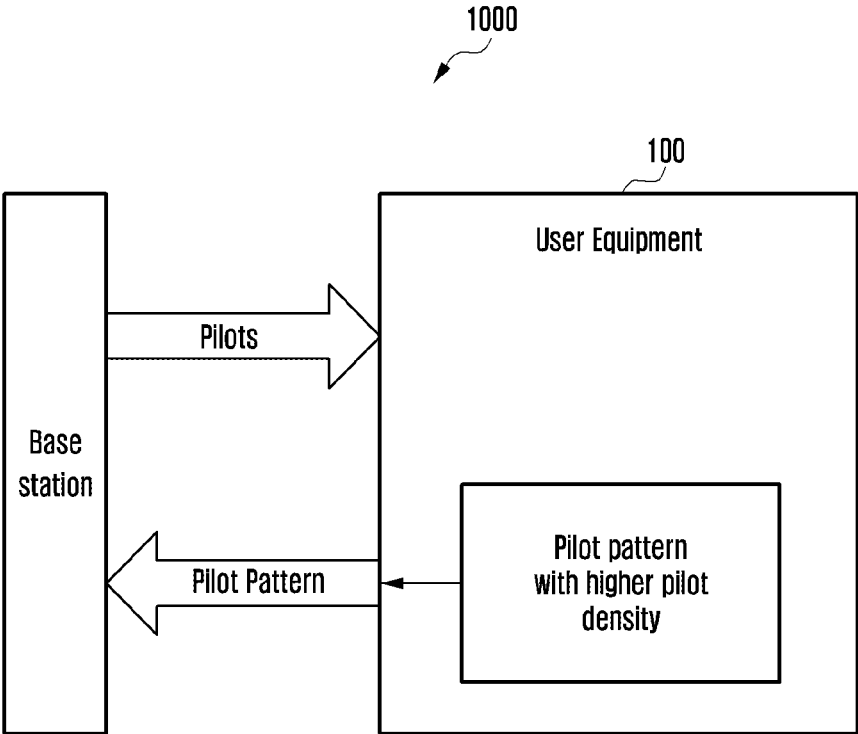 1000
100
User Equipment
Pilots
Base
station
Pilot Pattern
Pilot pattern
with higher pilot
density